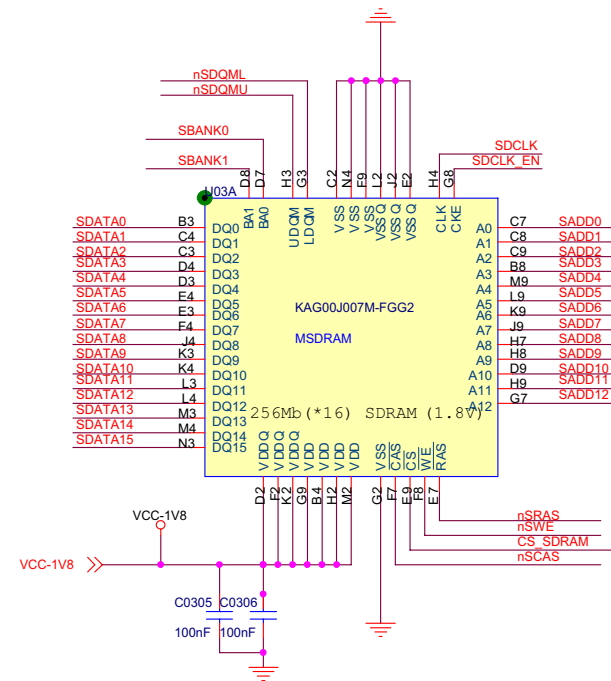 nSDQML
nSDQMU
SBANK0
SBANK1
SDCLK
SDCLK_EN
D8 D7 H3 G3 C2 N4 F9 L2 J2 E2 H4 G8
U03A
BA1 BA0 UDQM LDQM VSS VSS VSS VSSQ VSSQ VSSQ CLK CKE
SDATA0 B3 DQ0 A0 C7 SADD0
SDATA1 C4 DQ1 A1 C8 SADD1
SDATA2 C3 DQ2 A2 C9 SADD2
SDATA3 D4 DQ3 A3 B8 SADD3
SDATA4 D3 DQ4 A4 M9 SADD4
SDATA5 E4 DQ5 A5 L9 SADD5
SDATA6 E3 DQ6 A6 K9 SADD6
KAG00J007M-FGG2
SDATA7 F4 DQ7 A7 J9 SADD7
SDATA8 J4 DQ8 MSDRAM A8 H7 SADD8
SDATA9 K3 DQ9 A9 H8 SADD9
SDATA10 K4 DQ10 A10 D9 SADD10
SDATA11 L3 DQ11 A11 H9 SADD11
SDATA12 L4 DQ12 A12 G7 SADD12
256Mb(*16) SDRAM (1.8V)
SDATA13 M3 DQ13
SDATA14 M4 DQ14
SDATA15 N3 DQ15
VDDQ VDDQ VDDQ VDD VDD VDD VDD VSS CAS CS WE RAS
D2 F2 K2 G9 B4 H2 M2 G2 F7 E9 F8 E7
nSRAS
nSWE
CS_SDRAM
nSCAS
VCC-1V8
VCC-1V8
C0305 C0306
100nF 100nF